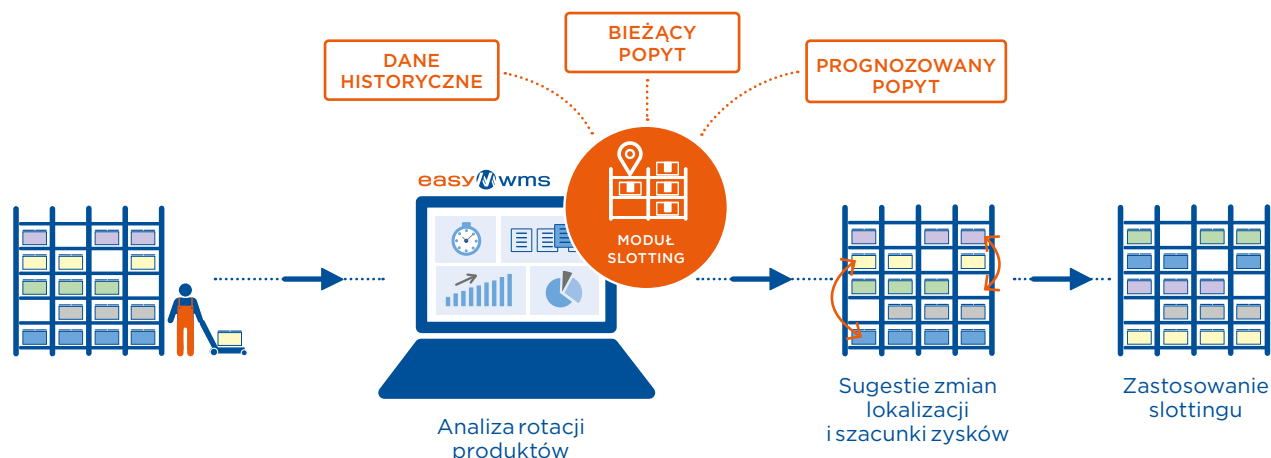 BIEŻĄCY
POPYT
DANE
HISTORYCZNE
PROGNOZOWANY
POPYT
easy wms
MODUŁ
SLOTTING
Analiza rotacji
produktów
Sugestie zmian
lokalizacji
i szacunki zysków
Zastosowanie
slottingu